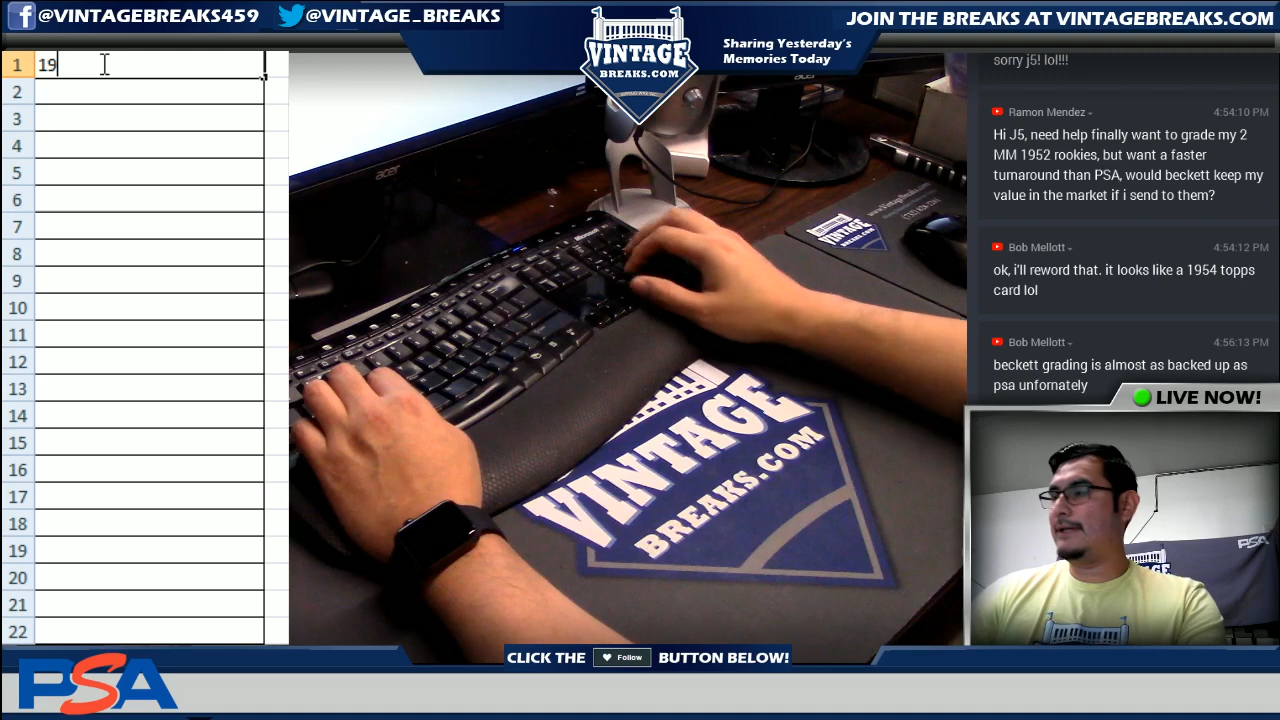 @VINTAGEBREAKS459
@VINTAGE_BREAKS
VINTAGE
BREAKS.COM
Sharing Yesterday's
Memories Today
JOIN THE BREAKS AT VINTAGEBREAKS.COM
1 19
2
3
4
5
6
7
8
9
10
11
12
13
14
15
16
17
18
19
20
21
22
acer
VINTAGE
BREAKS.COM
VINTAGE
BREAKS.COM
sorry j5! lol!!!
Ramon Mendez 4:54:10 PM
Hi J5, need help finally want to grade my 2
MM 1952 rookies, but want a faster
turnaround than PSA, would beckett keep my
value in the market if i send to them?
Bob Mellott 4:54:12 PM
ok, i'll reword that. it looks like a 1954 topps
card lol
Bob Mellott 4:56:13 PM
beckett grading is almost as backed up as
psa unfornately
LIVE NOW!
PSA
CLICK THE Follow BUTTON BELOW!
PSA